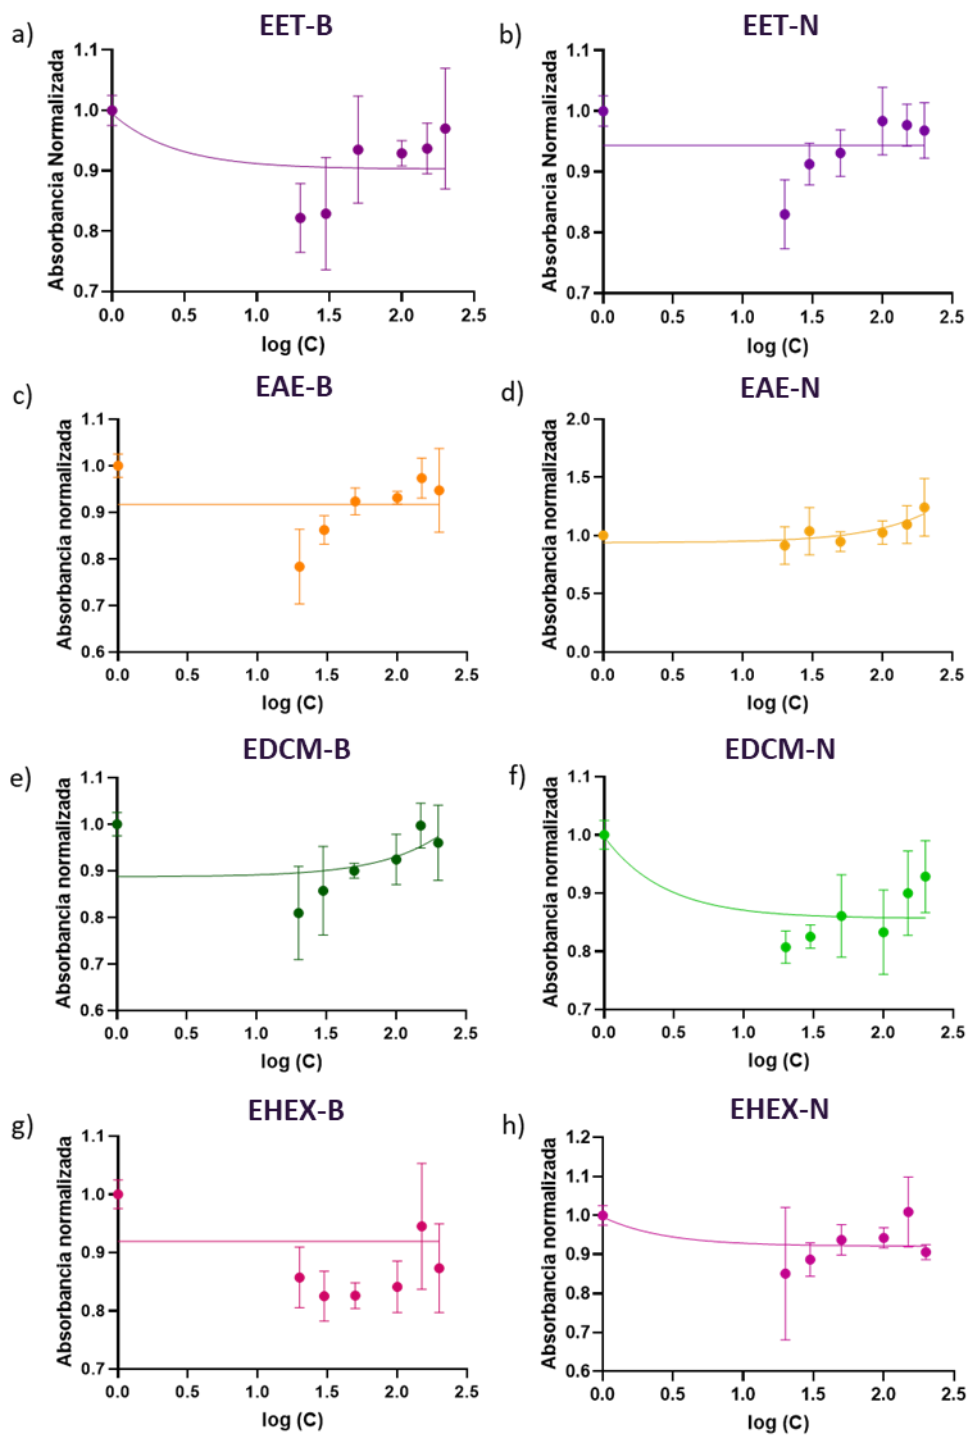 a)
EET-B
Absorbancia Normalizada
1.1
1.0
0.9
0.8
0.7
0.0 0.5 1.0 1.5 2.0 2.5
log (C)
b)
EET-N
Absorbancia Normalizada
1.1
1.0
0.9
0.8
0.7
0.0 0.5 1.0 1.5 2.0 2.5
log (C)
c)
EAE-B
Absorbancia normalizada
1.1
1.0
0.9
0.8
0.7
0.6
0.0 0.5 1.0 1.5 2.0 2.5
log (C)
d)
EAE-N
Absorbancia normalizada
2.0
1.5
1.0
0.5
0.0
0.0 0.5 1.0 1.5 2.0 2.5
log (C)
e)
EDCM-B
Absorbancia normalizada
1.1
1.0
0.9
0.8
0.7
0.6
0.0 0.5 1.0 1.5 2.0 2.5
log (C)
f)
EDCM-N
Absorbancia normalizada
1.1
1.0
0.9
0.8
0.7
0.0 0.5 1.0 1.5 2.0 2.5
log (C)
g)
EHEX-B
Absorbancia normalizada
1.1
1.0
0.9
0.8
0.7
0.0 0.5 1.0 1.5 2.0 2.5
log (C)
h)
EHEX-N
Absorbancia normalizada
1.2
1.1
1.0
0.9
0.8
0.7
0.6
0.0 0.5 1.0 1.5 2.0 2.5
log (C)